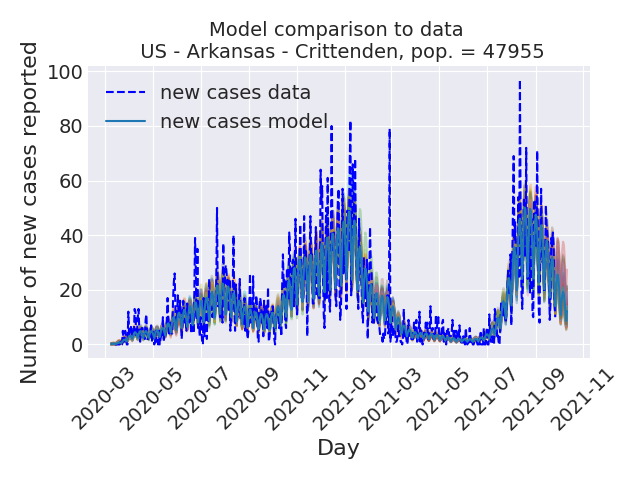 Model comparison to data
US - Arkansas - Crittenden, pop. = 47955
Number of new cases reported
100
80
60
40
20
0
new cases data
new cases model
2020-03
2020-05
2020-07
2020-09
2020-11
2021-01
2021-03
2021-05
2021-07
2021-09
2021-11
Day